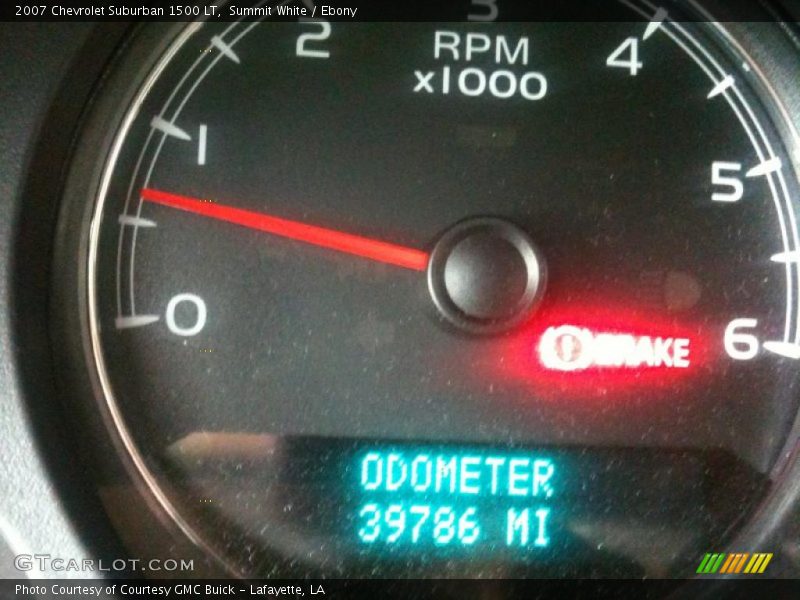 2007 Chevrolet Suburban 1500 LT, Summit White / Ebony
3
2
RPM
4
x1000
1
5
0
BRAKE
6
ODOMETER
39786 MI
GTCARLOT.COM
Photo Courtesy of Courtesy GMC Buick - Lafayette, LA